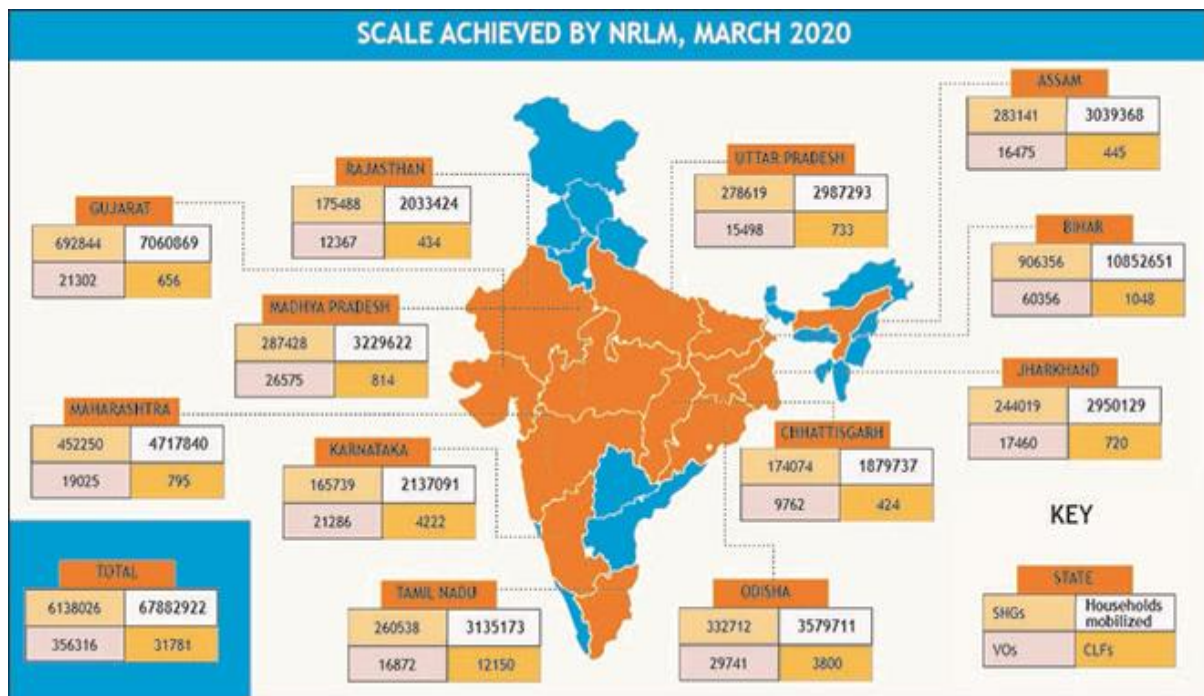 SCALE ACHIEVED BY NRLM, MARCH 2020
ASSAM
283141 3039368
16475 445
RAJASTHAN
175488 2033424
12367 434
UTTAR PRADESH
278619 2987293
15498 733
GUJARAT
692844 7060869
21302 656
BIHAR
906356 10852651
60356 1048
MADHYA PRADESH
287428 3229622
26575 814
JHARKHAND
244019 2950129
17460 720
MAHARASHTRA
452250 4717840
19025 795
KARNATAKA
165739 2137091
21286 4222
CHHATTISGARH
174074 1879737
9762 424
TOTAL
6138026 67882922
356316 31781
TAMIL NADU
260538 3135173
16872 12150
ODISHA
332712 3579711
29741 3800
KEY
STATE
SHGs Households
mobilized
VOs CLFs